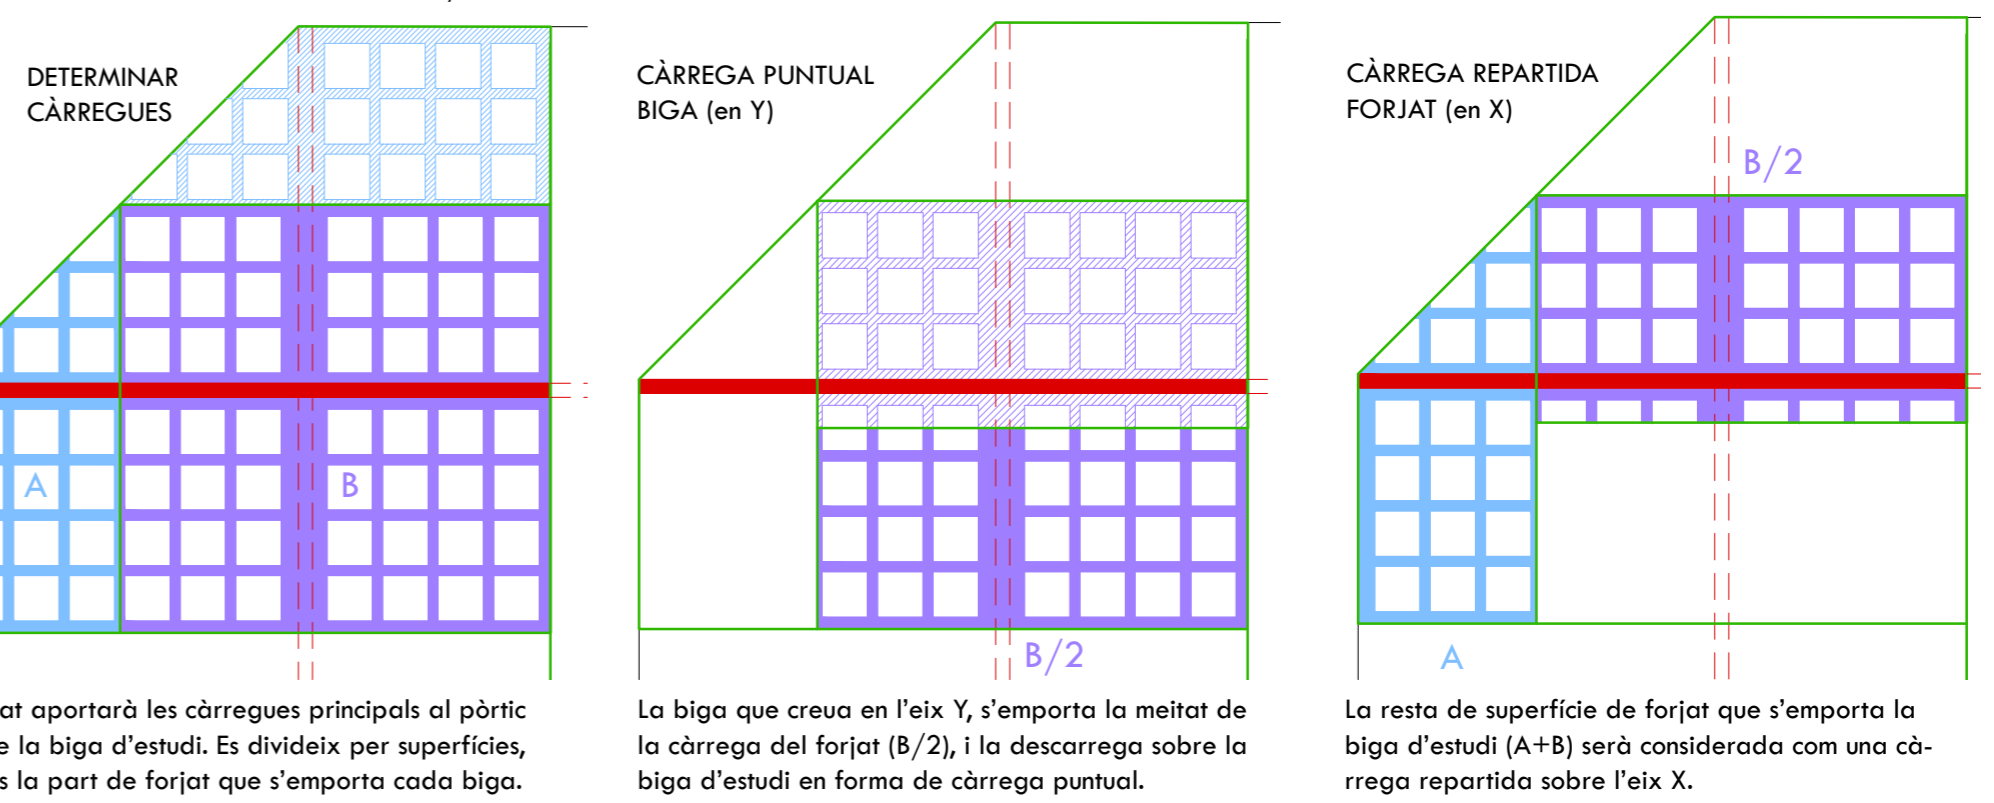 DETERMINAR
CÀRREGUES
A
B
at aportarà les càrregues principals al pòrtic
la biga d'estudi. Es divideix per superfícies,
la part de forjat que s'emporta cada biga.
CÀRREGA PUNTUAL
BIGA (en Y)
B/2
La biga que creua en l'eix Y, s'emporta la meitat de
la càrrega del forjat (B/2), i la descarrega sobre la
biga d'estudi en forma de càrrega puntual.
CÀRREGA REPARTIDA
FORJAT (en X)
B/2
A
La resta de superfície de forjat que s'emporta la
biga d'estudi (A+B) serà considerada com una cà-
rrega repartida sobre l'eix X.